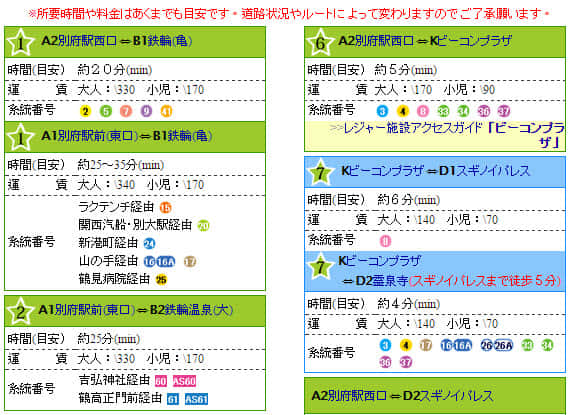 ※所要時間や料金はあくまでも目安です。道路状況やルートによって変わりますのでご了承願います。
1 A2別府駅西口⇔B1鉄輪(亀)
時間(目安) 約20分(min)
運 賃 大人:\330 小児:\170
系統番号 2 5 7 9 41
1 A1別府駅前(東口)⇔B1鉄輪(亀)
時間(目安) 約25~35分(min)
運 賃 大人:\340 小児:\170
系統番号
ラクテンチ経由 15
関西汽船・別大駅経由 20
新港町経由 24
山の手経由 16 16A 17
鶴見病院経由 25
2 A1別府駅前(東口)⇔B2鉄輪温泉(大)
時間(目安) 約25分(min)
運 賃 大人:\330 小児:\170
系統番号
吉弘神社経由 60 AS60
鶴高正門前経由 61 AS61
6 A2別府駅西口⇔Kビーコンプラザ
時間(目安) 約5分(min)
運 賃 大人:\170 小児:\90
系統番号 3 4 8 33 34 36 37
>>レジャー施設アクセスガイド「ビーコンプラ
ザ」
7 Kビーコンプラザ⇔D1スギノイパレス
時間(目安) 約6分(min)
運 賃 大人:\140 小児:\70
系統番号 8
7 Kビーコンプラザ
⇔D2霊泉寺(スギノイパレスまで徒歩5分)
時間(目安) 約4分(min)
運 賃 大人:\140 小児:\70
系統番号 3 4 17 16 16A 26 26A 33 34
36 37
A2別府駅西口⇔D2スギノイパレス